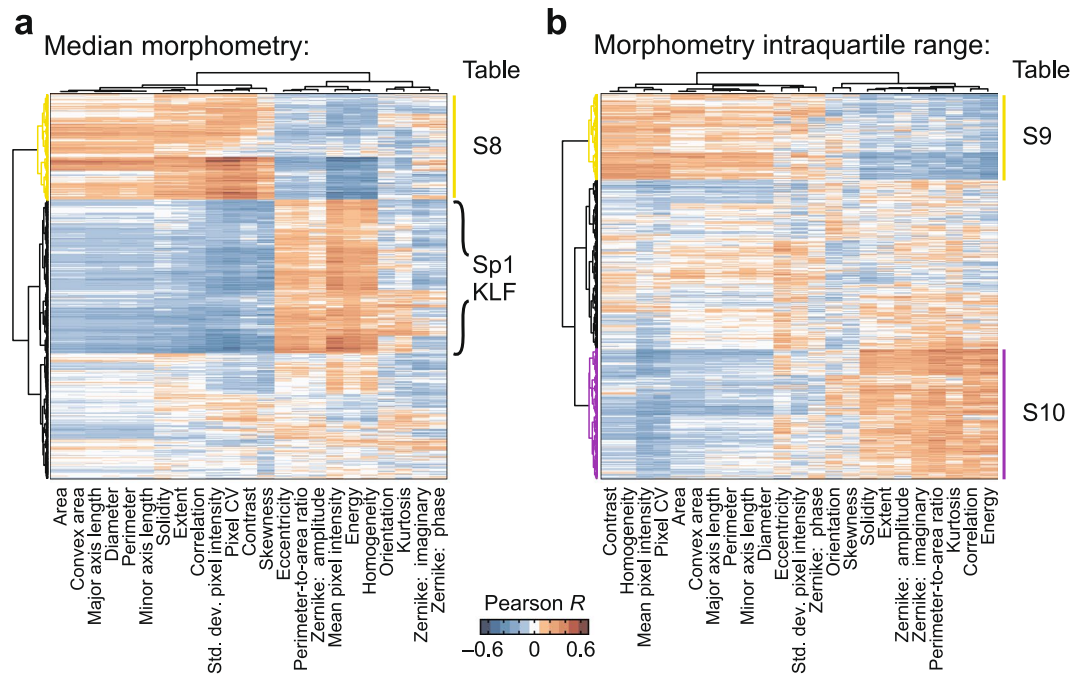 a
Median morphometry:
Table
S8
Sp1
KLF
Area
Convex area
Major axis length
Diameter
Perimeter
Minor axis length
Solidity
Extent
Correlation
Std. dev. pixel intensity
Pixel CV
Contrast
Skewness
Eccentricity
Perimeter-to-area ratio
Zernike: amplitude
Mean pixel intensity
Energy
Homogeneity
Orientation
Kurtosis
Zernike: imaginary
Zernike: phase
b
Morphometry intraquartile range:
Table
S9
S10
Contrast
Homogeneity
Mean pixel intensity
Pixel CV
Area
Convex area
Major axis length
Perimeter
Minor axis length
Diameter
Eccentricity
Std. dev. pixel intensity
Zernike: phase
Orientation
Skewness
Solidity
Extent
Zernike: amplitude
Zernike: imaginary
Perimeter-to-area ratio
Kurtosis
Correlation
Energy
Pearson R
−0.6 0 0.6